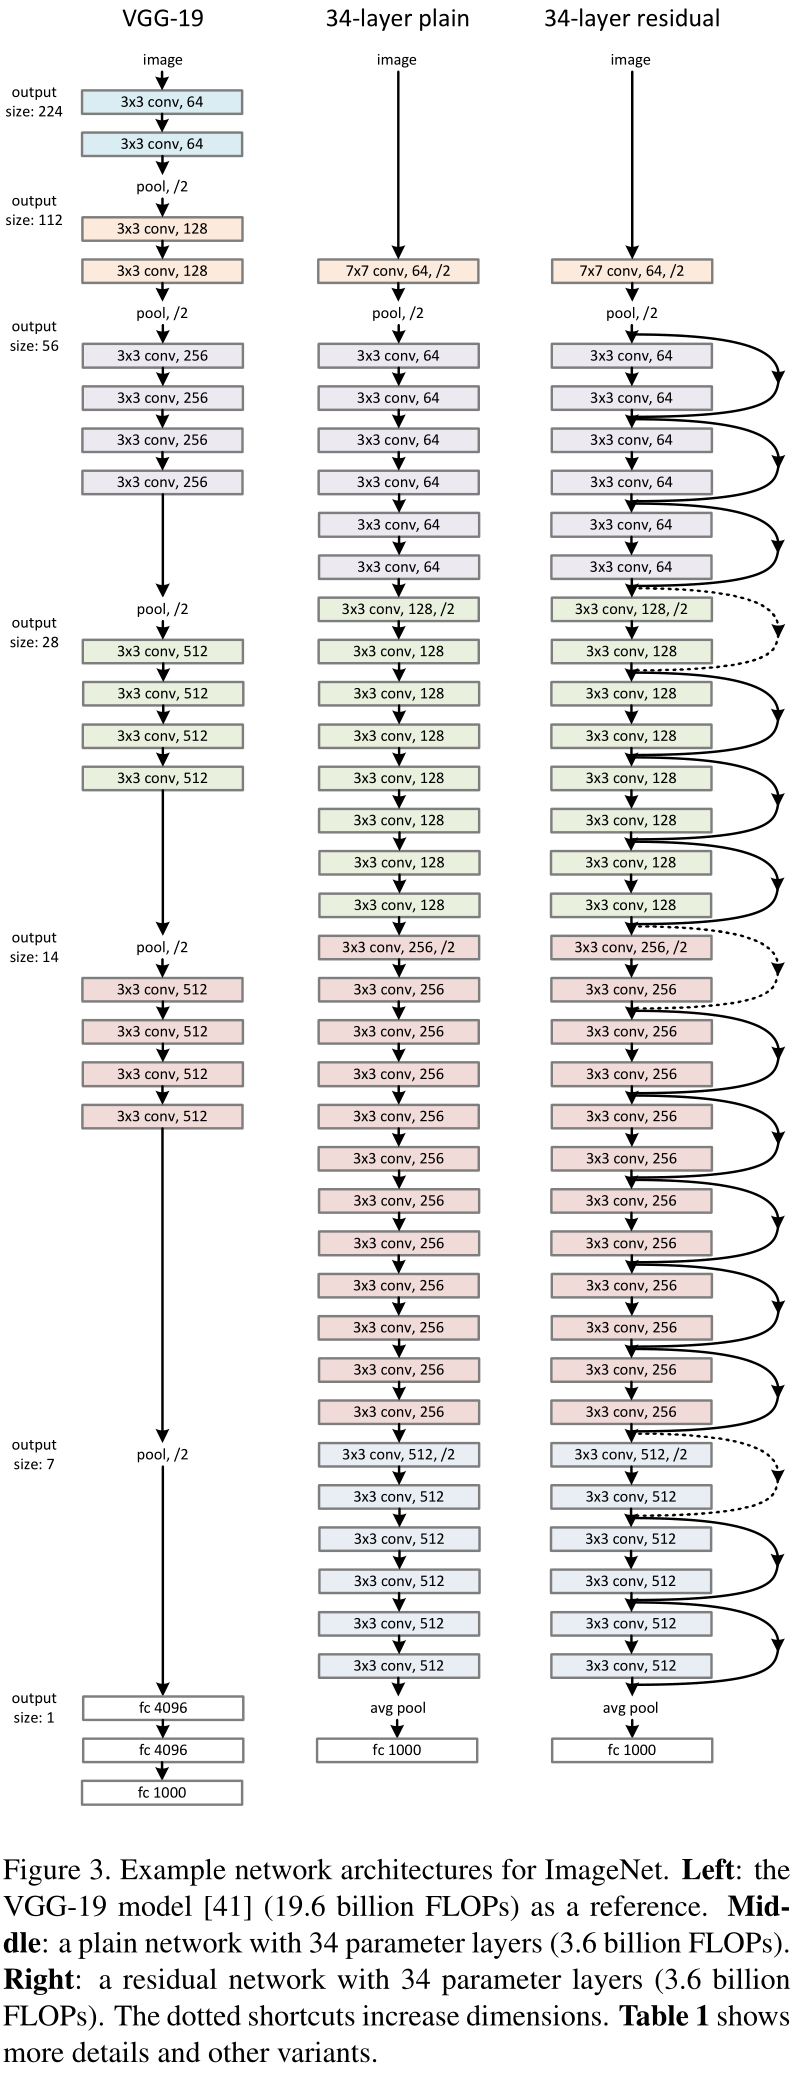 VGG-19
34-layer plain
34-layer residual
output
size: 224
output
size: 112
output
size: 56
output
size: 28
output
size: 14
output
size: 7
output
size: 1
image
3x3 conv, 64
3x3 conv, 64
pool, /2
3x3 conv, 128
3x3 conv, 128
pool, /2
3x3 conv, 256
3x3 conv, 256
3x3 conv, 256
3x3 conv, 256
pool, /2
3x3 conv, 512
3x3 conv, 512
3x3 conv, 512
3x3 conv, 512
pool, /2
3x3 conv, 512
3x3 conv, 512
3x3 conv, 512
3x3 conv, 512
pool, /2
fc 4096
fc 4096
fc 1000
image
7x7 conv, 64, /2
pool, /2
3x3 conv, 64
3x3 conv, 64
3x3 conv, 64
3x3 conv, 64
3x3 conv, 64
3x3 conv, 64
3x3 conv, 128, /2
3x3 conv, 128
3x3 conv, 128
3x3 conv, 128
3x3 conv, 128
3x3 conv, 128
3x3 conv, 128
3x3 conv, 128
3x3 conv, 256, /2
3x3 conv, 256
3x3 conv, 256
3x3 conv, 256
3x3 conv, 256
3x3 conv, 256
3x3 conv, 256
3x3 conv, 256
3x3 conv, 256
3x3 conv, 256
3x3 conv, 256
3x3 conv, 256
3x3 conv, 512, /2
3x3 conv, 512
3x3 conv, 512
3x3 conv, 512
3x3 conv, 512
3x3 conv, 512
avg pool
fc 1000
image
7x7 conv, 64, /2
pool, /2
3x3 conv, 64
3x3 conv, 64
3x3 conv, 64
3x3 conv, 64
3x3 conv, 64
3x3 conv, 64
3x3 conv, 128, /2
3x3 conv, 128
3x3 conv, 128
3x3 conv, 128
3x3 conv, 128
3x3 conv, 128
3x3 conv, 128
3x3 conv, 128
3x3 conv, 256, /2
3x3 conv, 256
3x3 conv, 256
3x3 conv, 256
3x3 conv, 256
3x3 conv, 256
3x3 conv, 256
3x3 conv, 256
3x3 conv, 256
3x3 conv, 256
3x3 conv, 256
3x3 conv, 256
3x3 conv, 512, /2
3x3 conv, 512
3x3 conv, 512
3x3 conv, 512
3x3 conv, 512
3x3 conv, 512
avg pool
fc 1000
Figure 3. Example network architectures for ImageNet. Left: the
VGG-19 model [41] (19.6 billion FLOPs) as a reference. Mid-
dle: a plain network with 34 parameter layers (3.6 billion FLOPs).
Right: a residual network with 34 parameter layers (3.6 billion
FLOPs). The dotted shortcuts increase dimensions. Table 1 shows
more details and other variants.